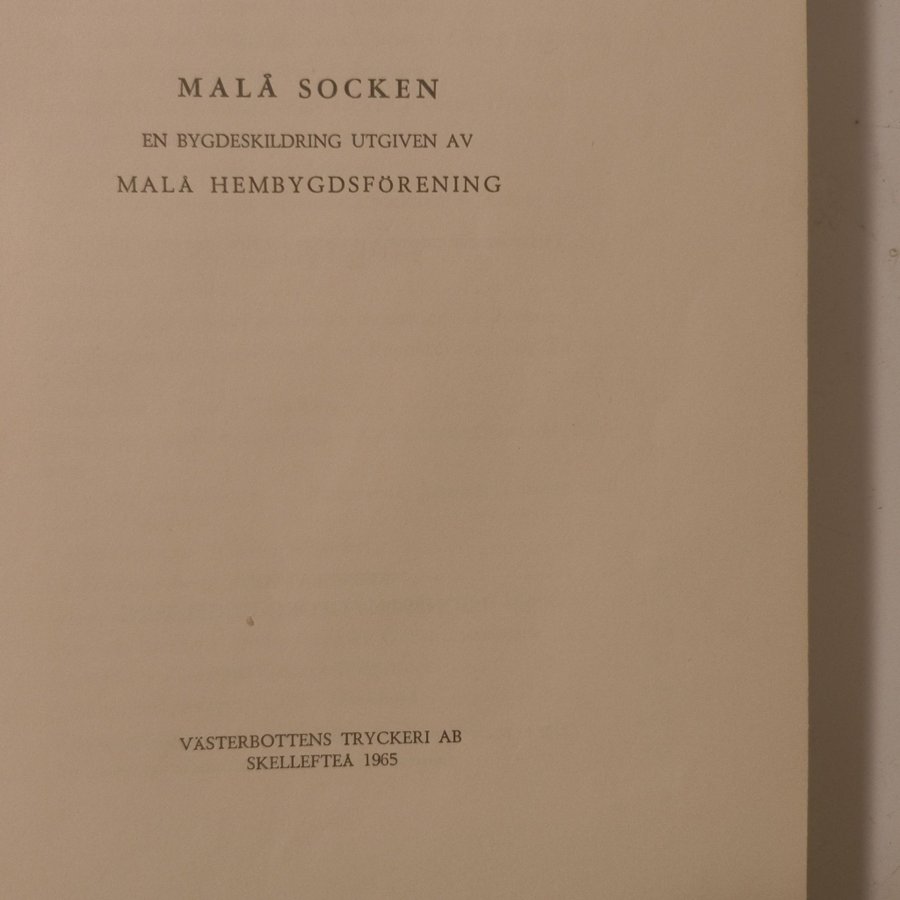 MALÅ SOCKEN
EN BYGDESKILDRING UTGIVEN AV
MALÅ HEMBYGDSFÖRENING
VÄSTERBOTTENS TRYCKERI AB
SKELLEFTEÅ 1965